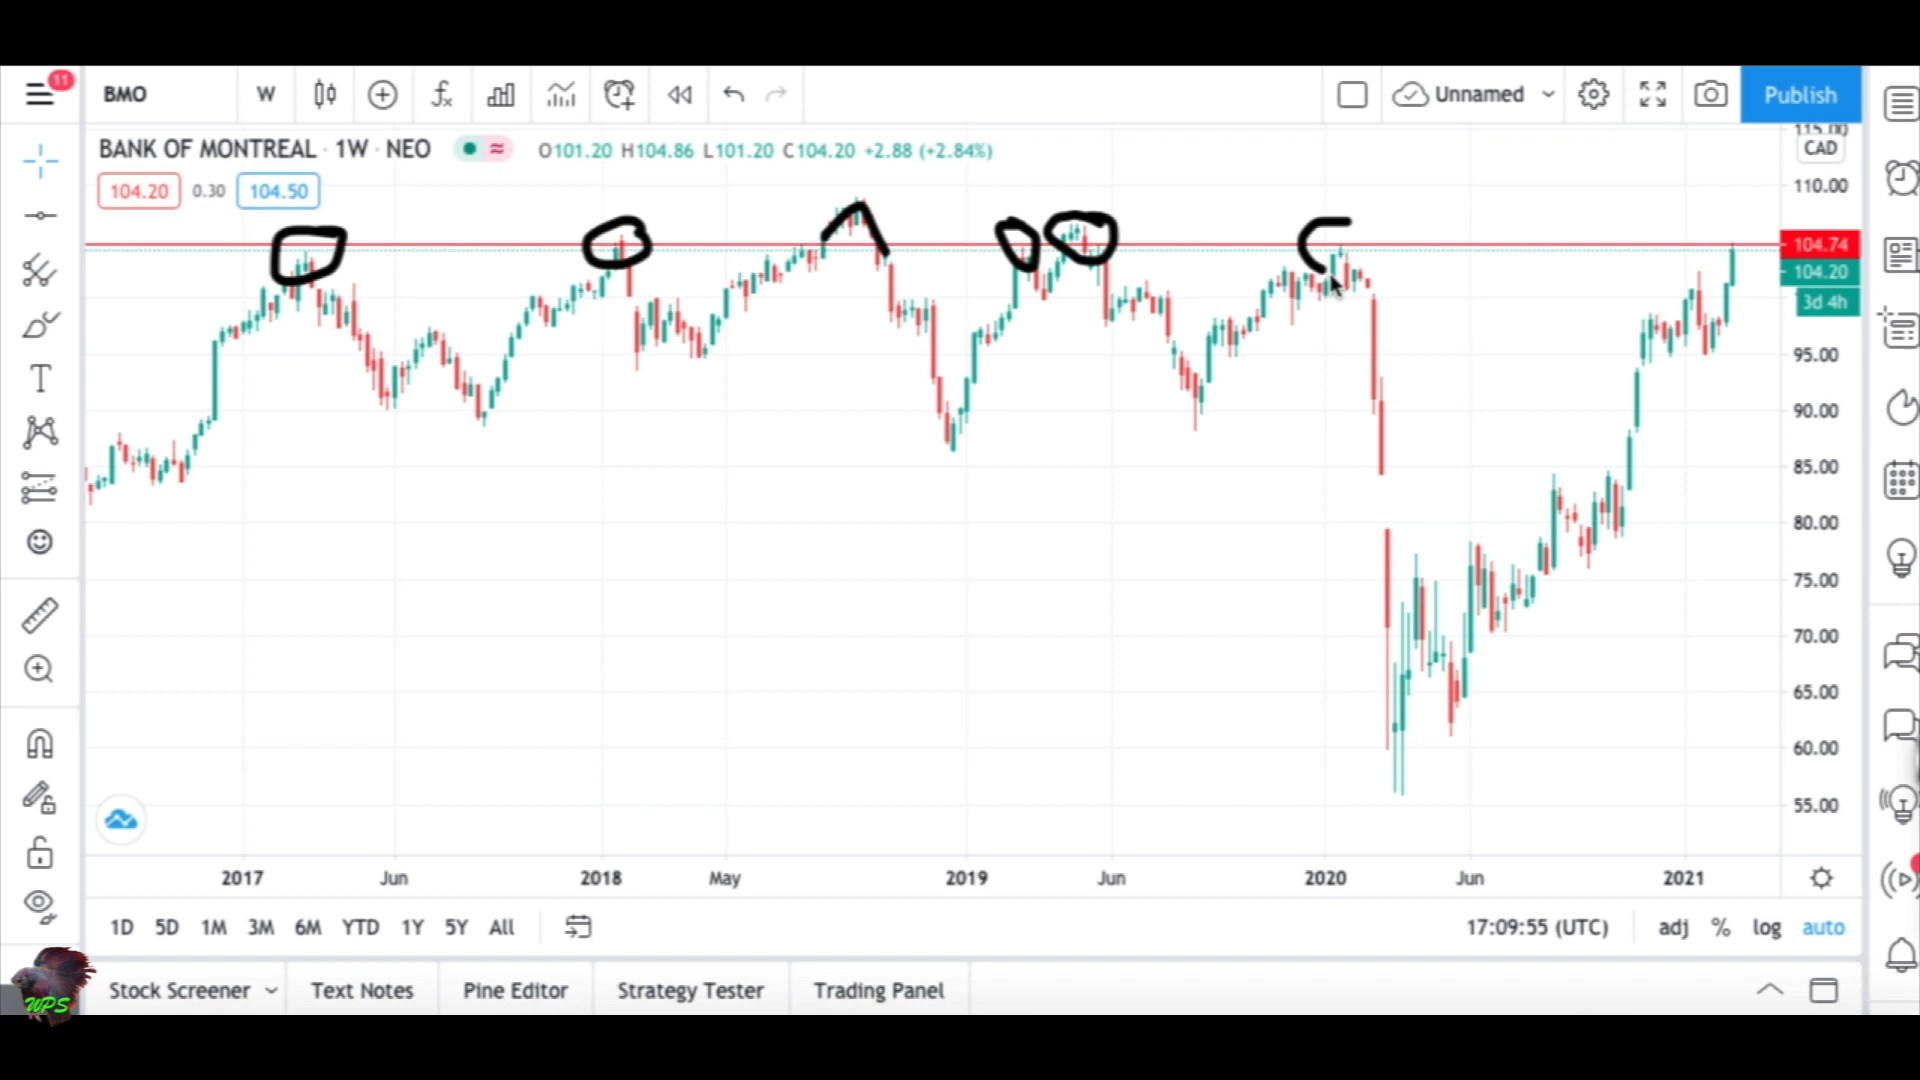 11
BMO W Unnamed Publish
BANK OF MONTREAL · 1W · NEO O101.20 H104.86 L101.20 C104.20 +2.88 (+2.84%)
104.20 0.30 104.50
115.00
CAD
110.00
104.74
104.20
3d 4h
95.00
90.00
85.00
80.00
75.00
70.00
65.00
60.00
55.00
2017 Jun 2018 May 2019 Jun 2020 Jun 2021
1D 5D 1M 3M 6M YTD 1Y 5Y All 17:09:55 (UTC) adj % log auto
Stock Screener Text Notes Pine Editor Strategy Tester Trading Panel
WPS